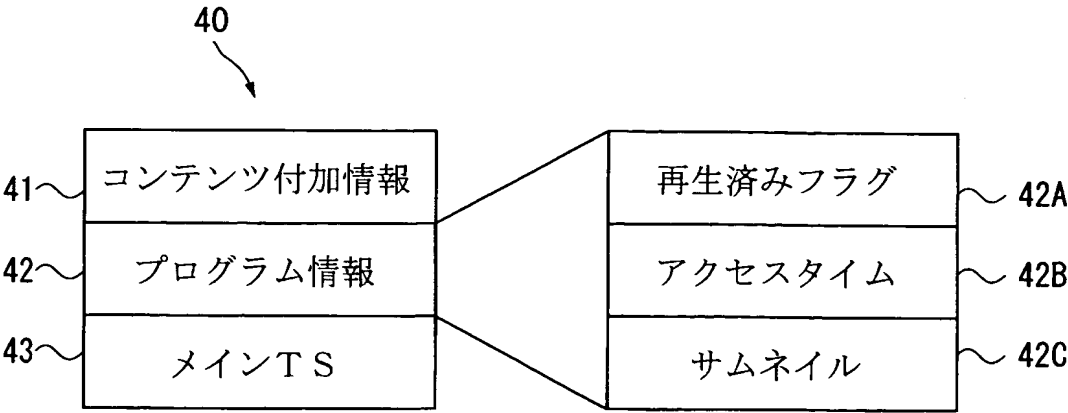 40
41 コンテンツ付加情報
42 プログラム情報
43 メインTS
再生済みフラグ 42A
アクセスタイム 42B
サムネイル 42C